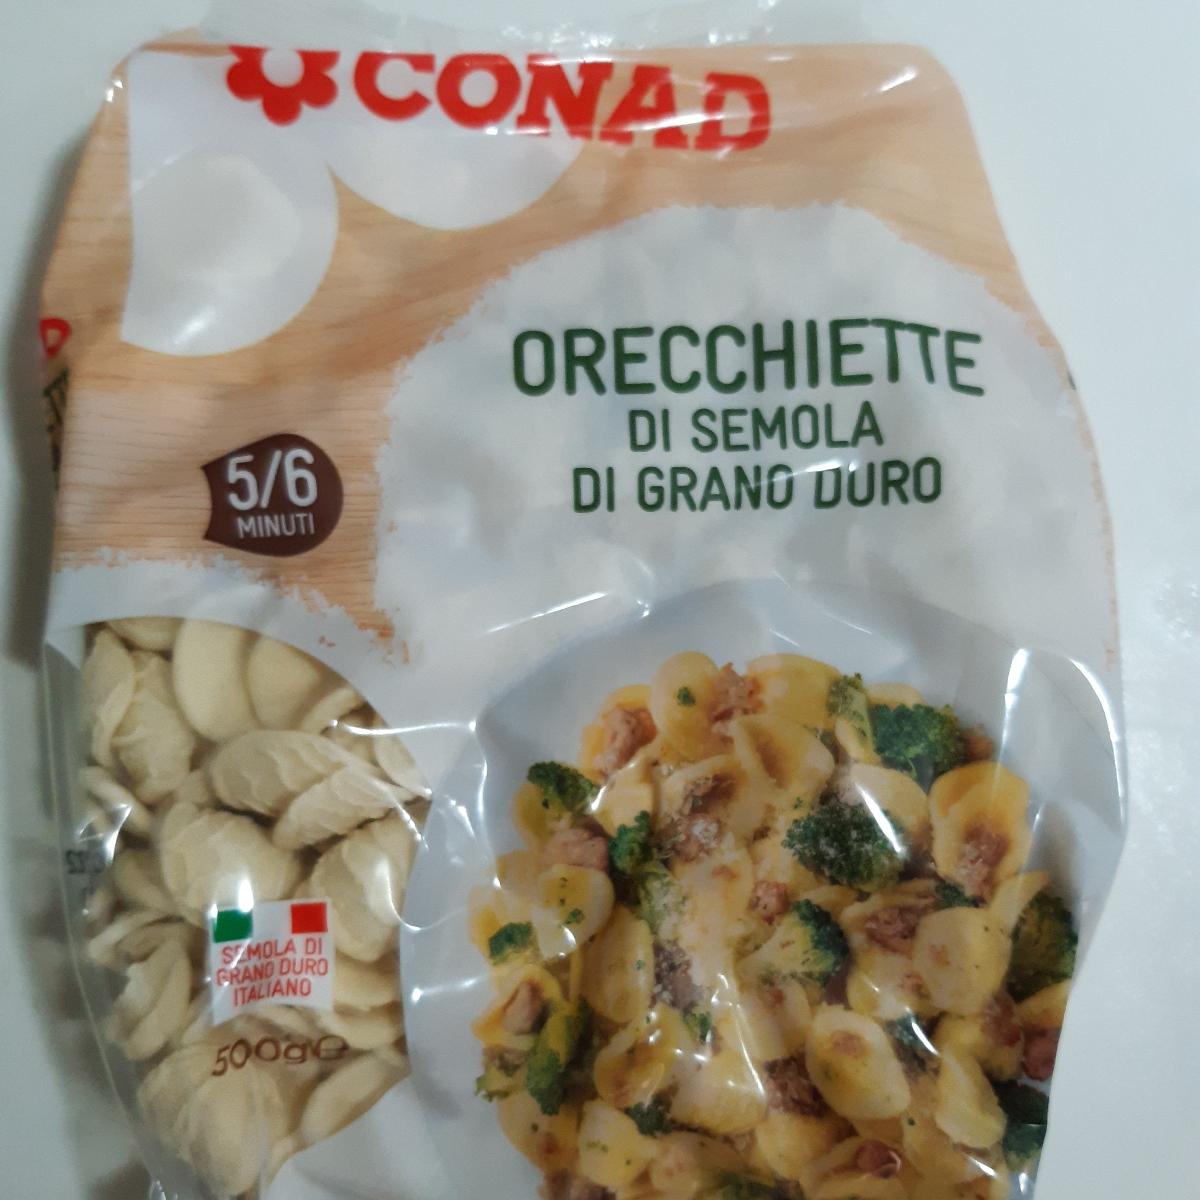 CONAD
ORECCHIETTE
DI SEMOLA
DI GRANO DURO
5/6
MINUTI
SEMOLA DI
GRANO DURO
ITALIANO
500g℮